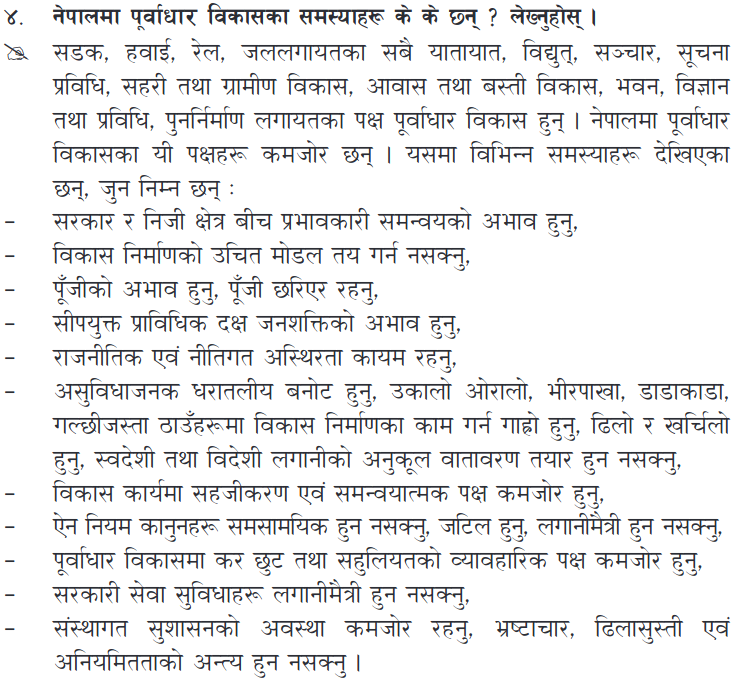 ४. नेपालमा पूर्वाधार विकासका समस्याहरू के के छन् ? लेख्नुहोस् ।
सडक, हवाई, रेल, जललगायतका सबै यातायात, विद्युत्, सञ्चार, सूचना
प्रविधि, सहरी तथा ग्रामीण विकास, आवास तथा बस्ती विकास, भवन, विज्ञान
तथा प्रविधि, पुनर्निर्माण लगायतका पक्ष पूर्वाधार विकास हुन् । नेपालमा पूर्वाधार
विकासका यी पक्षहरू कमजोर छन् । यसमा विभिन्न समस्याहरू देखिएका
छन्, जुन निम्न छन् :
- सरकार र निजी क्षेत्र बीच प्रभावकारी समन्वयको अभाव हुनु,
- विकास निर्माणको उचित मोडल तय गर्न नसक्नु,
- पूँजीको अभाव हुनु, पूँजी छरिएर रहनु,
- सीपयुक्त प्राविधिक दक्ष जनशक्तिको अभाव हुनु,
- राजनीतिक एवं नीतिगत अस्थिरता कायम रहनु,
- असुविधाजनक धरातलीय बनोट हुनु, उकालो ओरालो, भीरपाखा, डाडाकाडा,
गल्छीजस्ता ठाउँहरूमा विकास निर्माणका काम गर्न गाह्रो हुनु, ढिलो र खर्चिलो
हुनु, स्वदेशी तथा विदेशी लगानीको अनुकूल वातावरण तयार हुन नसक्नु,
- विकास कार्यमा सहजीकरण एवं समन्वयात्मक पक्ष कमजोर हुनु,
- ऐन नियम कानुनहरू समसामयिक हुन नसक्नु, जटिल हुनु, लगानीमैत्री हुन नसक्नु,
- पूर्वाधार विकासमा कर छुट तथा सहुलियतको व्यावहारिक पक्ष कमजोर हुनु,
- सरकारी सेवा सुविधाहरू लगानीमैत्री हुन नसक्नु,
- संस्थागत सुशासनको अवस्था कमजोर रहनु, भ्रष्टाचार, ढिलासुस्ती एवं
अनियमितताको अन्त्य हुन नसक्नु ।